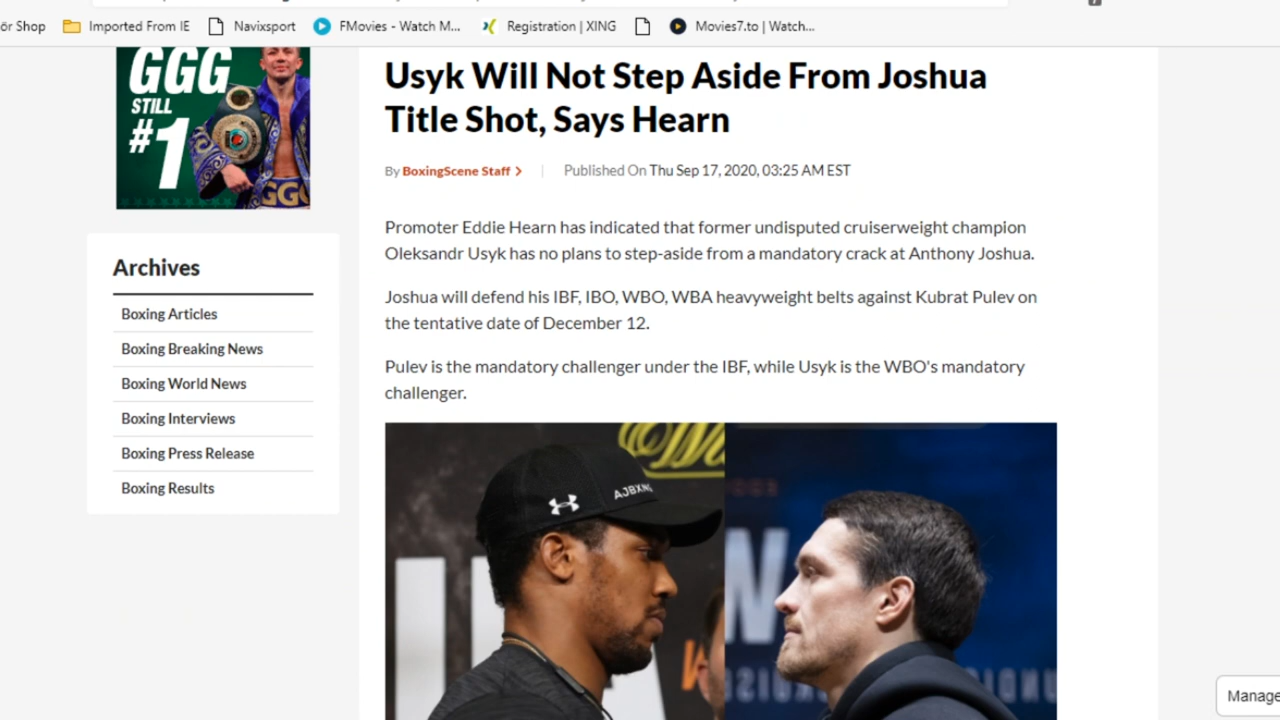 ör Shop Imported From IE Navixsport FMovies - Watch M... Registration | XING Movies7.to | Watch...
GGG
STILL
#1
GGG
Archives
Boxing Articles
Boxing Breaking News
Boxing World News
Boxing Interviews
Boxing Press Release
Boxing Results
Usyk Will Not Step Aside From Joshua
Title Shot, Says Hearn
By BoxingScene Staff > | Published On Thu Sep 17, 2020, 03:25 AM EST
Promoter Eddie Hearn has indicated that former undisputed cruiserweight champion
Oleksandr Usyk has no plans to step-aside from a mandatory crack at Anthony Joshua.
Joshua will defend his IBF, IBO, WBO, WBA heavyweight belts against Kubrat Pulev on
the tentative date of December 12.
Pulev is the mandatory challenger under the IBF, while Usyk is the WBO's mandatory
challenger.
AJBXNG
W
Manage